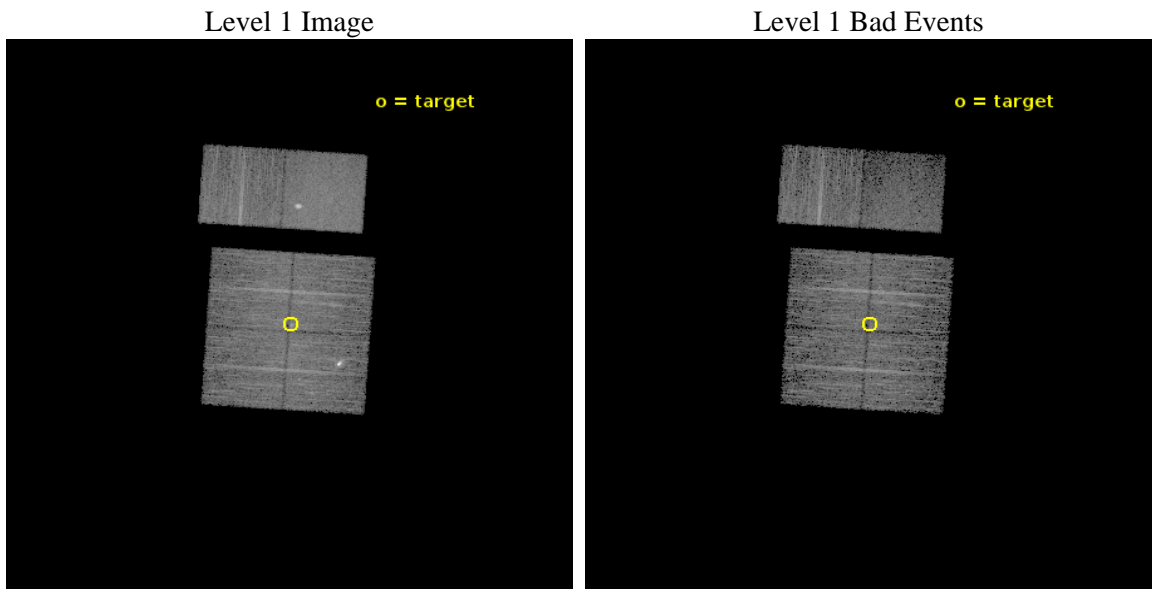 Level 1 Image
Level 1 Bad Events
o = target
o = target